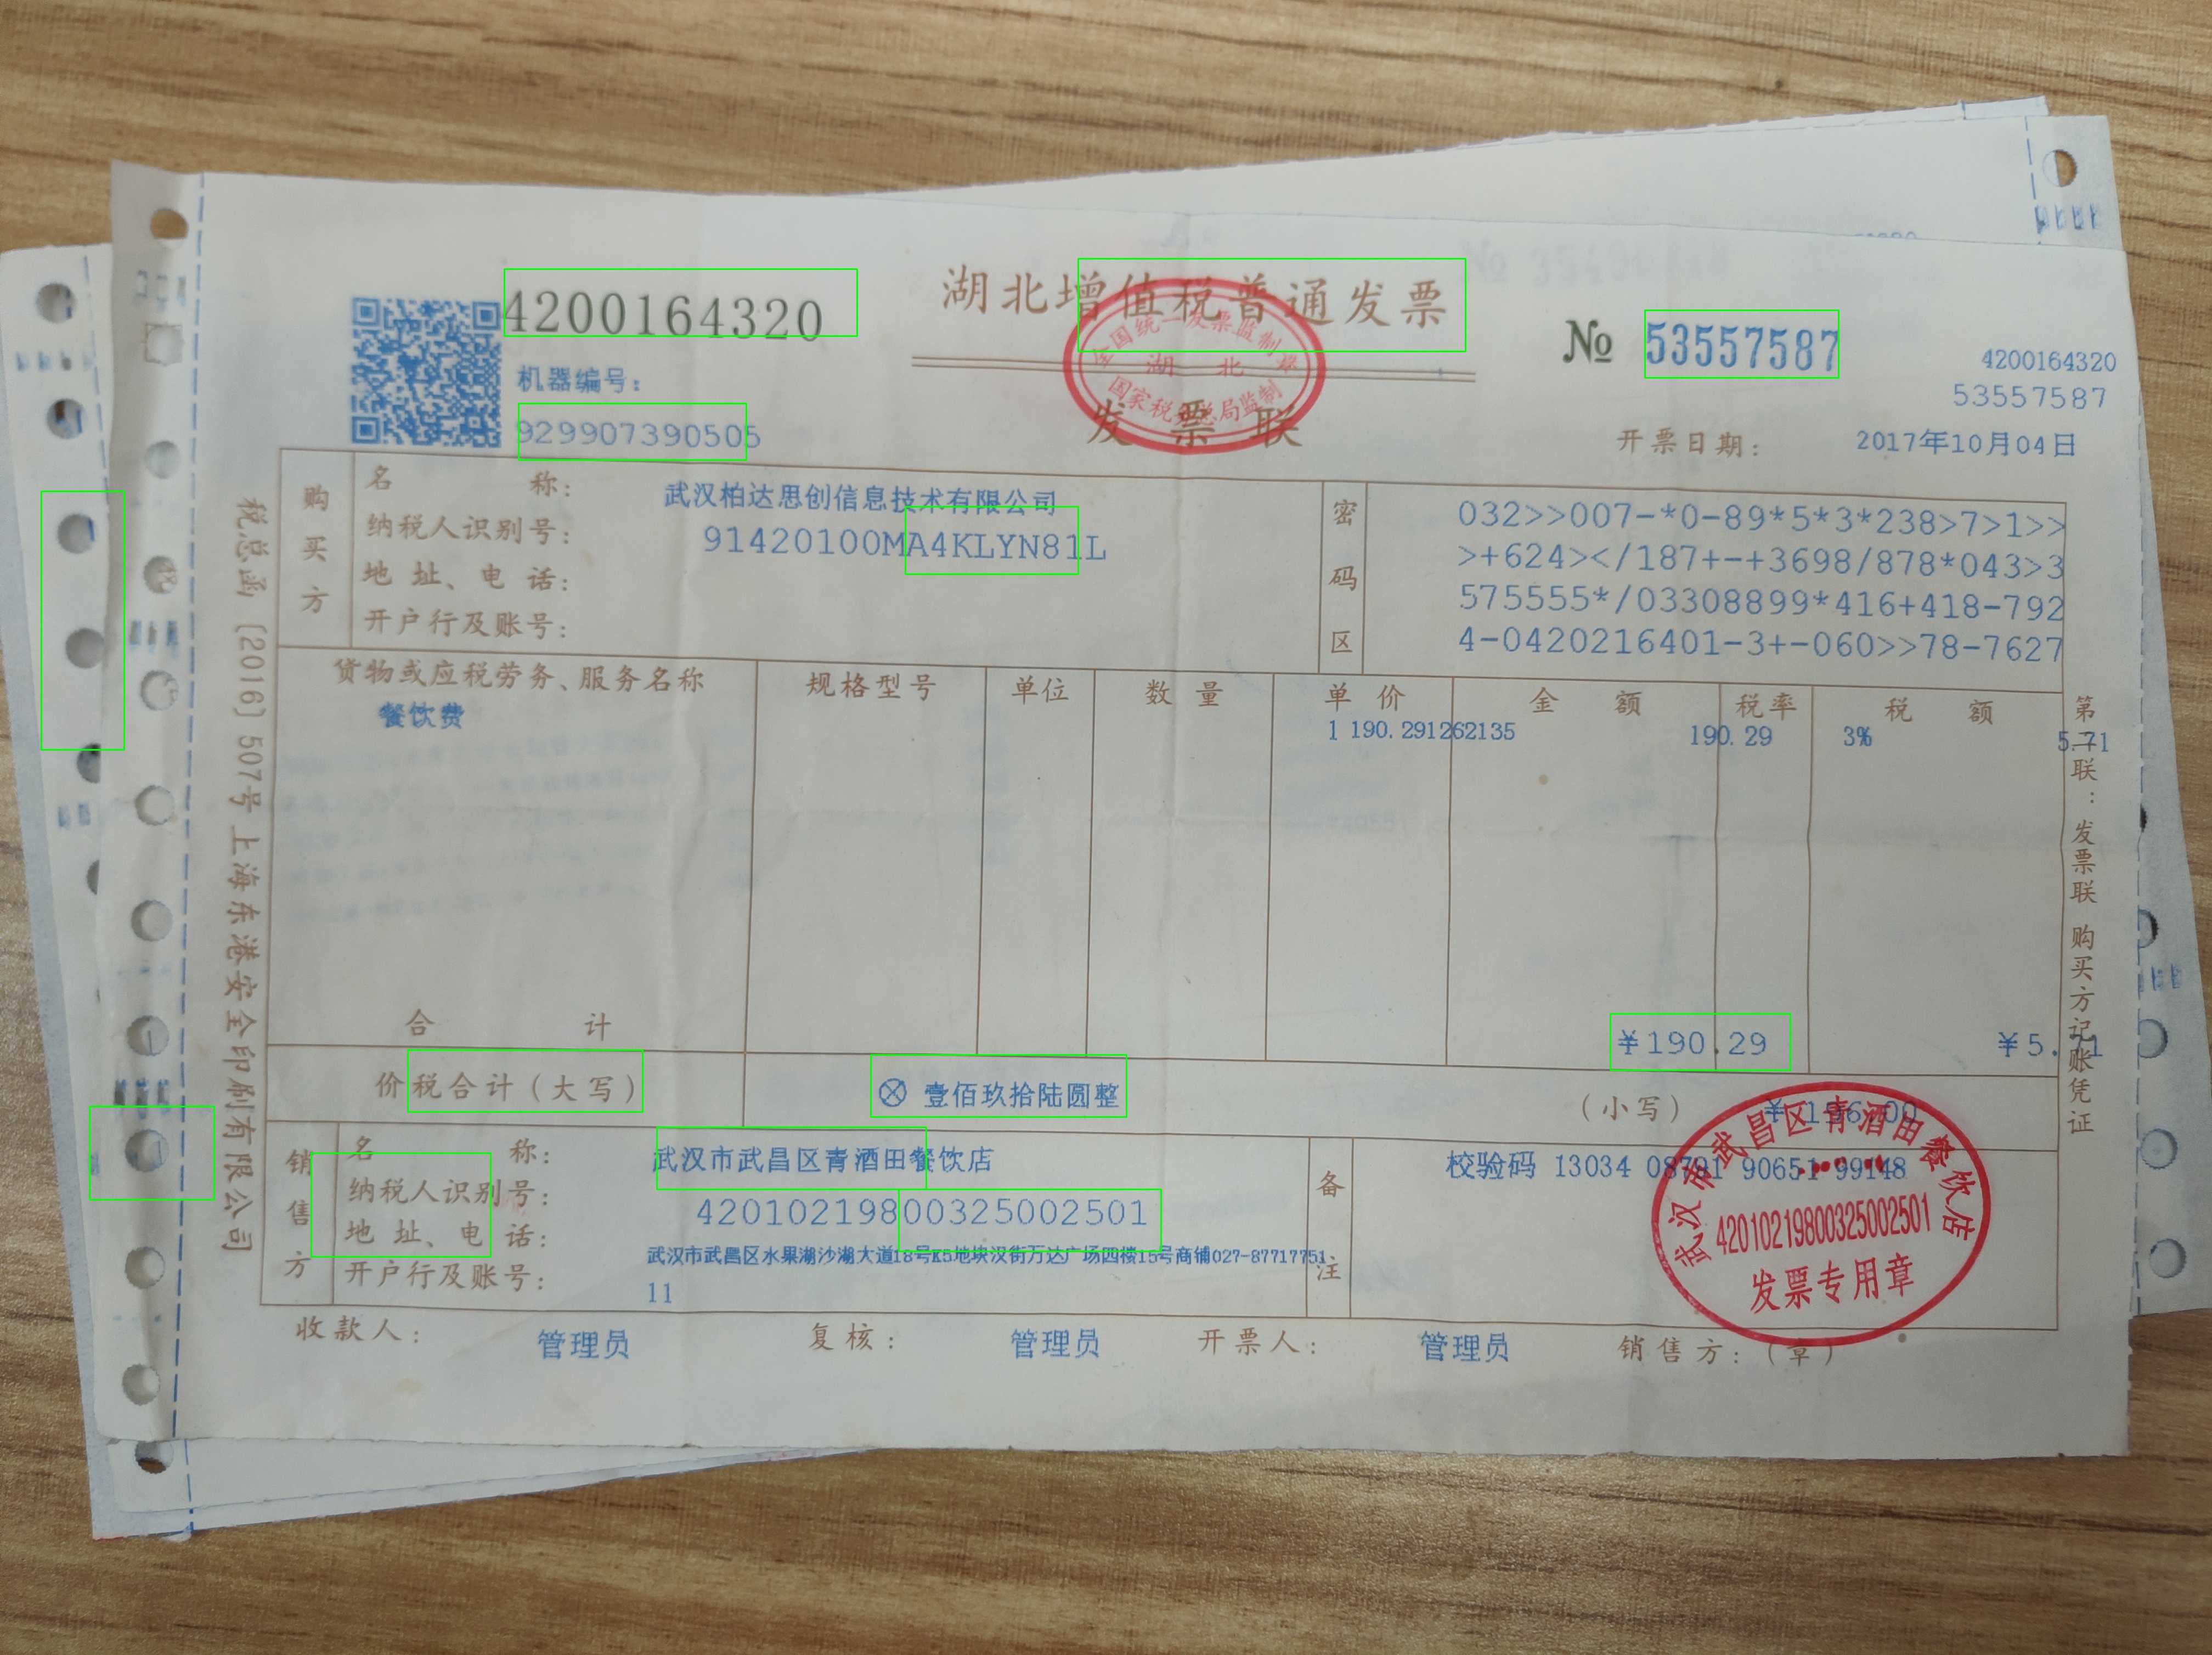 4200164320
湖北增值税普通发票
№ 53557587
4200164320
53557587
机器编号:
929907390505
全国统一发票监制章
湖 北
国家税务总局监制
发 票 联
开票日期: 2017年10月04日
购买方
名 称: 武汉柏达思创信息技术有限公司
纳税人识别号: 91420100MA4KLYN81L
地 址、电 话:
开户行及账号:
密码区
032>>007-*0-89*5*3*238>7>1>>
>+624></187+-+3698/878*043>3
575555*/03308899*416+418-792
4-0420216401-3+-060>>78-7627
货物或应税劳务、服务名称 规格型号 单位 数 量 单 价 金 额 税率 税 额
餐饮费 1 190.291262135 190.29 3% 5.71
合 计 ¥190.29 ¥5.71
价税合计(大写) ⊗ 壹佰玖拾陆圆整 (小写) ¥ 196.00
销售方
名 称: 武汉市武昌区青酒田餐饮店
纳税人识别号: 42010219800325002501
地 址、电 话: 武汉市武昌区水果湖沙湖大道18号K5地块汉街万达广场四楼15号商铺027-87717751
开户行及账号: 11
备注
校验码 13034 08791 90651 99148
武汉市武昌区青酒田餐饮店
42010219800325002501
发票专用章
收款人: 管理员 复核: 管理员 开票人: 管理员 销售方:(章)
税总函〔2016〕507号上海东港安全印刷有限公司
第二联:发票联 购买方记账凭证